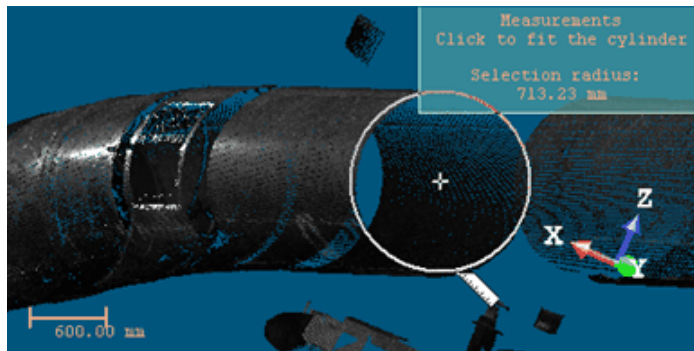 Measurements
Click to fit the cylinder
Selection radius:
713.23 mm
Z
X
Y
600.00 mm